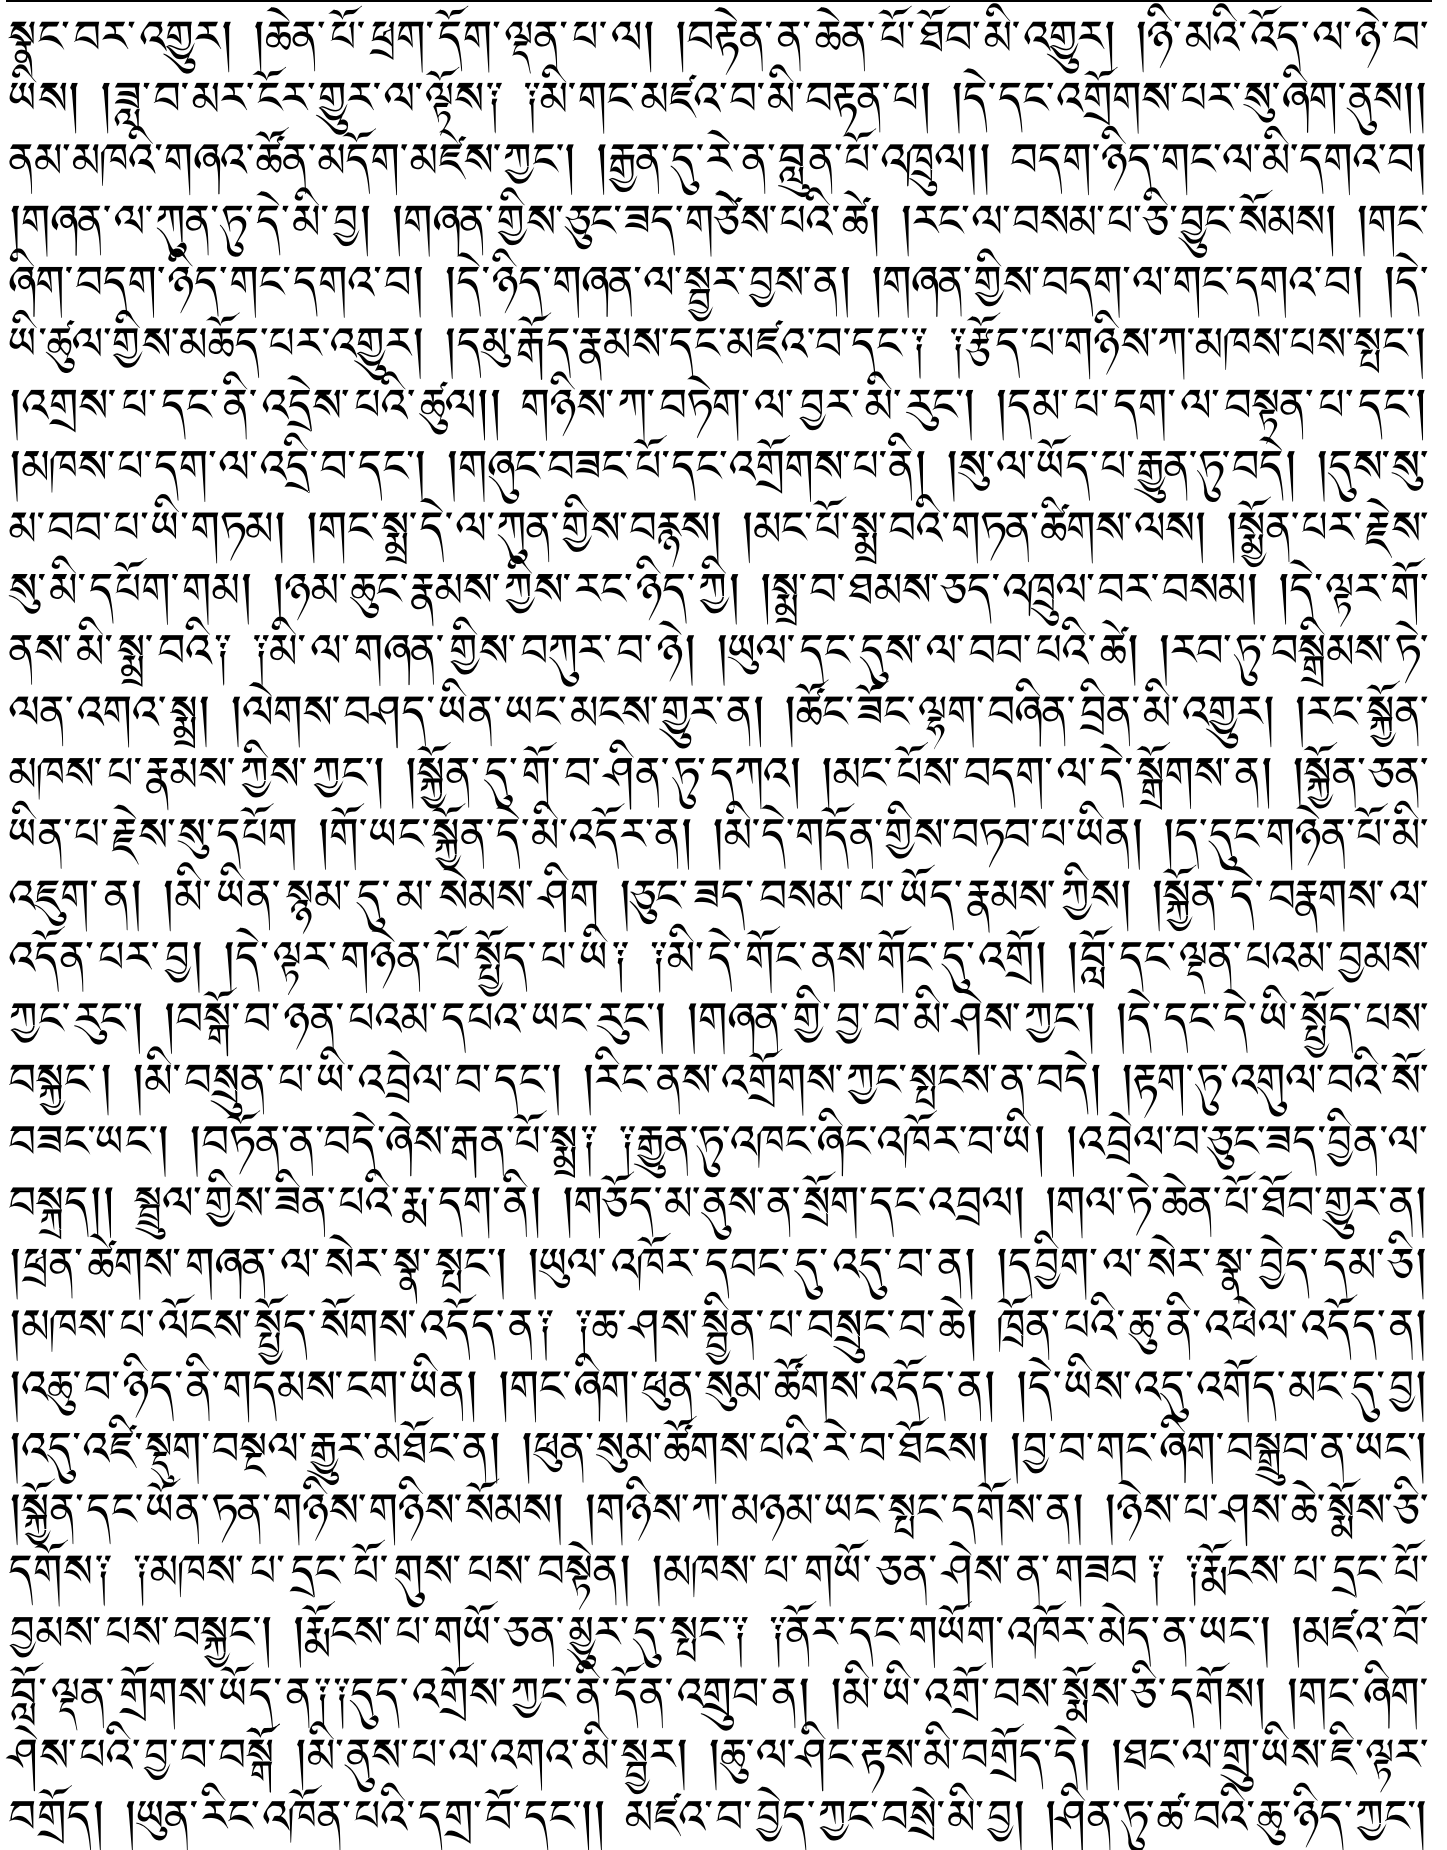 སྣང་བར་འགྱུར། །ཆེན་པོ་ཕྲག་དོག་ལྡན་པ་ལ། །བརྟེན་ན་ཆེན་པོ་ཐོབ་མི་འགྱུར། །ཉི་མའི་འོད་ལ་ཉེ་བ་
ཡིས། །ཟླ་བ་མར་ངོར་གྱུར་ལ་ལྟོས༑ ༑མི་གང་མཛའ་བ་མི་བརྟན་པ། །དེ་དང་འགྲོགས་པར་སུ་ཞིག་ནུས།།
ནམ་མཁའི་གཞའ་ཚོན་མདོག་མཛེས་ཀྱང་། །རྒྱན་དུ་རེ་ན་བླུན་པོ་འཁྲུལ།། བདག་ཉིད་གང་ལ་མི་དགའ་བ།
།གཞན་ལ་ཀུན་ཏུ་དེ་མི་བྱ། །གཞན་གྱིས་ཅུང་ཟད་གཙེས་པའི་ཚེ། །རང་ལ་བསམ་པ་ཅི་བྱུང་སོམས། །གང་
ཞིག་བདག་ཉིད་གང་དགའ་བ། །དེ་ཉིད་གཞན་ལ་སྦྱར་བྱས་ན། །གཞན་གྱིས་བདག་ལ་གང་དགའ་བ། །དེ་
ཡི་ཚུལ་གྱིས་མཆོད་པར་འགྱུར། །དམུ་རྒོད་རྣམས་དང་མཛའ་བ་དང་༑ ༑རྩོད་པ་གཉིས་ཀ་མཁས་པས་སྤང་།
།འགྲས་པ་དང་ནི་འདྲེས་པའི་ཚུལ།། གཉིས་ཀ་བཏེག་ལ་བྱར་མི་རུང་། །དམ་པ་དག་ལ་བསྟན་པ་དང་།
།མཁས་པ་དག་ལ་འདྲི་བ་དང་། །གཞུང་བཟང་པོ་དང་འགྲོགས་པ་ནི། །སུ་ལ་ཡོད་པ་རྒྱུན་ཏུ་བདེ། །དུས་སུ་
མ་བབ་པ་ཡི་གཏམ། །གང་སྨྲ་དེ་ལ་ཀུན་གྱིས་བརྙས། །མང་པོ་སྨྲ་བའི་གཏན་ཚིགས་ལས། །སྨྱོན་པར་རྗེས་
སུ་མི་དཔོག་གམ། །ཉམ་ཆུང་རྣམས་ཀྱིས་རང་ཉིད་ཀྱི། །སྨྲ་བ་ཐམས་ཅད་འཁྲུལ་བར་བསམ། །དེ་ལྟར་གོ་
ནས་མི་སྨྲ་བའི༑ ༑མི་ལ་གཞན་གྱིས་བཀུར་བ་ཉེ། །ཡུལ་དང་དུས་ལ་བབ་པའི་ཚེ། །རབ་ཏུ་བསྒྲིམས་ཏེ་
ལན་འགའ་སྨྲ། །ལེགས་བཤད་ཡིན་ཡང་མངས་གྱུར་ན། །ཚོང་ཟོང་ལྷག་བཞིན་བྲིན་མི་འགྱུར། །རང་སྐྱོན་
མཁས་པ་རྣམས་ཀྱིས་ཀྱང་། །སྐྱོན་དུ་གོ་བ་ཤིན་ཏུ་དཀའ། །མང་པོས་བདག་ལ་དེ་སྒྲོགས་ན། །སྐྱོན་ཅན་
ཡིན་པ་རྗེས་སུ་དཔོག །གོ་ཡང་སྐྱོན་དེ་མི་འདོར་ན། །མི་དེ་གདོན་གྱིས་བཏབ་པ་ཡིན། །ད་དུང་གཉེན་པོ་མི་
འཇུག་ན། །མི་ཡིན་སྙམ་དུ་མ་སེམས་ཤིག །ཅུང་ཟད་བསམ་པ་ཡོད་རྣམས་ཀྱིས། །སྐྱོན་དེ་བརྣགས་ལ་
འདོན་པར་བྱ། །དེ་ལྟར་གཉེན་པོ་སྤྱོད་པ་ཡི༑ ༑མི་དེ་གོང་ནས་གོང་དུ་འགྲོ། །བློ་དང་ལྡན་པའམ་བྱམས་
ཀྱང་རུང་། །བསྒོ་བ་ཉན་པའམ་དཔའ་ཡང་རུང་། །གཞན་གྱི་བྱ་བ་མི་ཤེས་ཀྱང་། །དེ་དང་དེ་ཡི་སྤྱོད་པས་
བསྐྱང་། །མི་བསྲུན་པ་ཡི་འབྲེལ་བ་དང་། །རིང་ནས་འགྲོགས་ཀྱང་སྤངས་ན་བདེ། །རྟག་ཏུ་འགུལ་བའི་སོ་
བཟང་ཡང་། །བཏོན་ན་བདེ་ཞེས་རྒན་པོ་སྨྲ༑ ༑རྒྱུན་ཏུ་འཁང་ཞིང་འཁོར་བ་ཡི། །འབྲེལ་བ་ཅུང་ཟད་བྱིན་ལ་
བསྐྲད།། སྦྲུལ་གྱིས་ཟིན་པའི་རྨ་དག་ནི། །གཅོད་མ་ནུས་ན་སྲོག་དང་འབྲལ། །གལ་ཏེ་ཆེན་པོ་ཐོབ་གྱུར་ན།
།ཕྲན་ཚེགས་གཞན་ལ་སེར་སྣ་སྤང་། །ཡུལ་འཁོར་དབང་དུ་འདུ་བ་ན། །དབྱིག་ལ་སེར་སྣ་བྱེད་དམ་ཅི།
།མཁས་པ་ལོངས་སྤྱོད་སོགས་འདོད་ན༑ ༑ཆ་ཤས་སྦྱིན་པ་བསྲུང་བ་ཆེ། ཁྲོན་པའི་ཆུ་ནི་འཕེལ་འདོད་ན།
།འཆུ་བ་ཉིད་ནི་གདམས་ངག་ཡིན། །གང་ཞིག་ཕུན་སུམ་ཚོགས་འདོད་ན། །དེ་ཡིས་འདུ་འགོད་མང་དུ་བྱ།
།འདུ་འཛི་སྡུག་བསྔལ་རྒྱུར་མཐོང་ན། །ཕུན་སུམ་ཚོགས་པའི་རེ་བ་ཐོངས། །བྱ་བ་གང་ཞིག་བསྒྲུབ་ན་ཡང་།
།སྐྱོན་དང་ཡོན་ཏན་གཉིས་གཉིས་སོམས། །གཉིས་ཀ་མཉམ་ཡང་སྤང་དགོས་ན། །ཉེས་པ་ཤས་ཆེ་སྨོས་ཅི་
དགོས༑ ༑མཁས་པ་དྲང་པོ་གུས་པས་བསྟེན། །མཁས་པ་གཡོ་ཅན་ཤེས་ན་གཟབ༑ ༑རྨོངས་པ་དྲང་པོ་
བྱམས་པས་བསྐྱང་། །རྨོངས་པ་གཡོ་ཅན་མྱུར་དུ་སྤང་༑ ༑ནོར་དང་གཡོག་འཁོར་མེད་ན་ཡང་། །མཛའ་བོ་
བློ་ལྡན་གྲོགས་ཡོད་ན༑༑དུད་འགྲོས་ཀྱང་ནི་དོན་འགྲུབ་ན། །མི་ཡི་འགྲོ་བས་སྨོས་ཅི་དགོས། །གང་ཞིག་
ཤེས་པའི་བྱ་བ་བསྒོ །མི་ནུས་པ་ལ་འགའ་མི་སྦྱར། །ཆུ་ལ་ཤིང་རྟས་མི་བགྲོད་དེ། །ཐང་ལ་གྲུ་ཡིས་ཇི་ལྟར་
བགྲོད། །ཡུན་རིང་འཁོན་པའི་དགྲ་བོ་དང་།། མཛའ་བ་བྱེད་ཀྱང་བསྲེ་མི་བྱ། །ཤིན་ཏུ་ཚ་བའི་ཆུ་ཉིད་ཀྱང་།